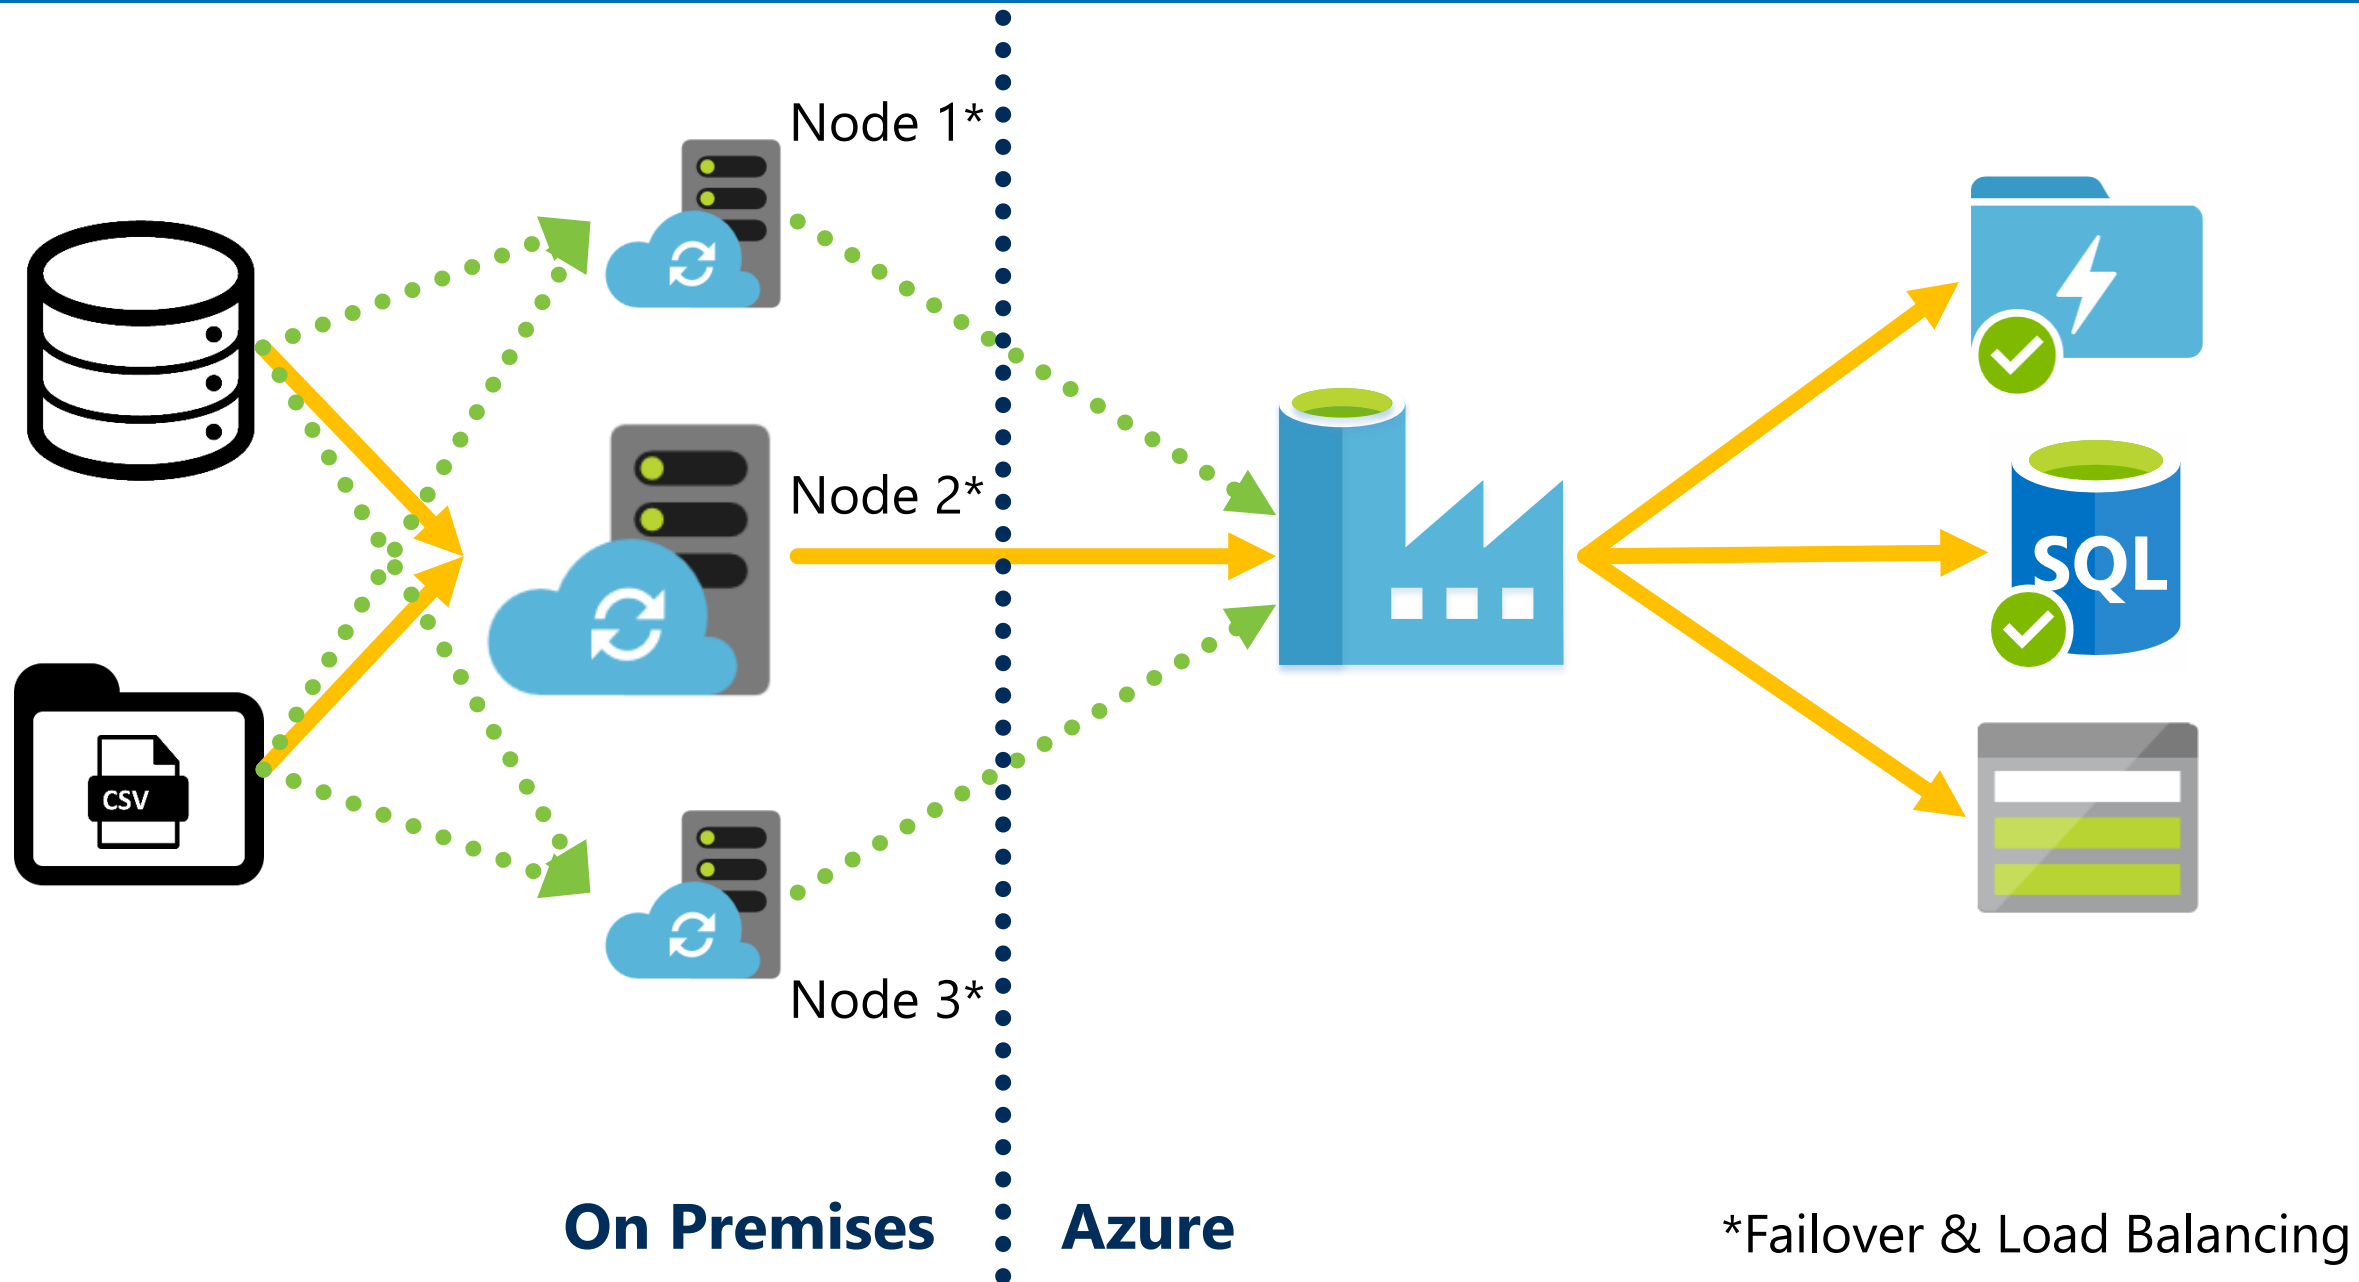 Node 1*
Node 2*
SQL
CSV
Node 3*
On Premises
Azure
*Failover & Load Balancing